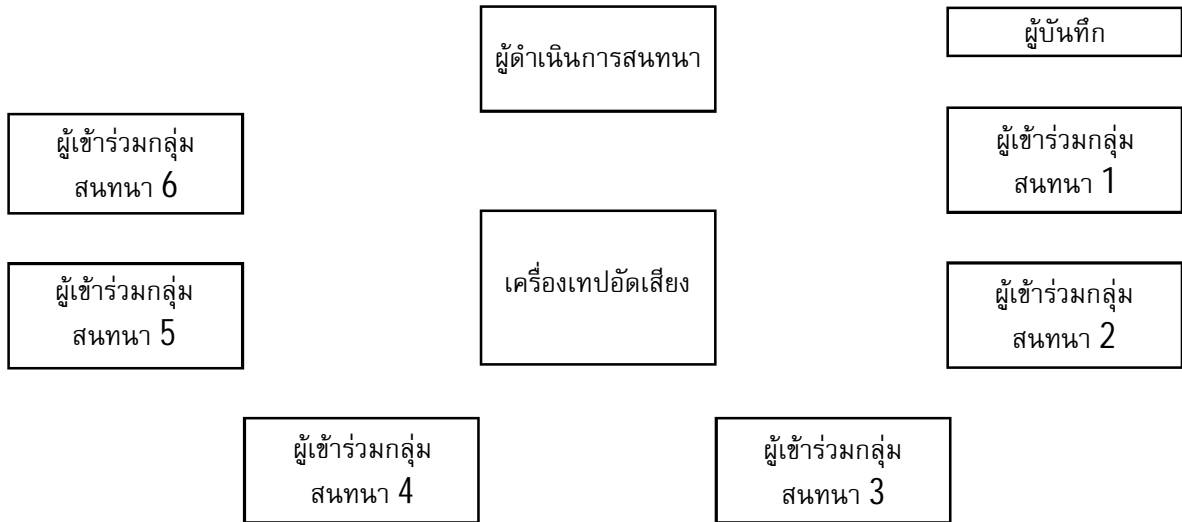 ผู้ดำเนินการสนทนา
ผู้บันทึก
ผู้เข้าร่วมกลุ่ม
สนทนา 6
ผู้เข้าร่วมกลุ่ม
สนทนา 1
เครื่องเทปอัดเสียง
ผู้เข้าร่วมกลุ่ม
สนทนา 5
ผู้เข้าร่วมกลุ่ม
สนทนา 2
ผู้เข้าร่วมกลุ่ม
สนทนา 4
ผู้เข้าร่วมกลุ่ม
สนทนา 3